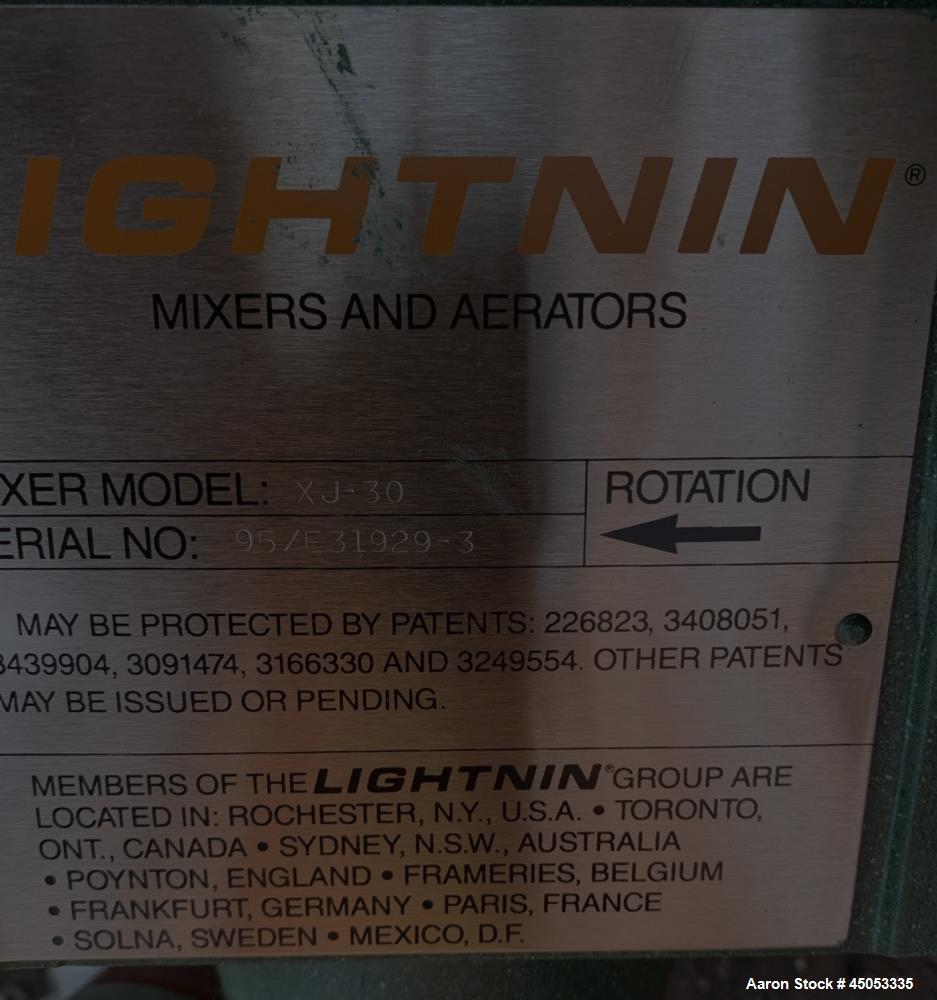 IGHTNIN®
MIXERS AND AERATORS
XER MODEL: XJ-30
ROTATION
ERIAL NO: 95/E31929-3
MAY BE PROTECTED BY PATENTS: 226823, 3408051,
3439904, 3091474, 3166330 AND 3249554. OTHER PATENTS
MAY BE ISSUED OR PENDING.
MEMBERS OF THE LIGHTNIN® GROUP ARE
LOCATED IN: ROCHESTER, N.Y., U.S.A. • TORONTO,
ONT., CANADA • SYDNEY, N.S.W., AUSTRALIA
• POYNTON, ENGLAND • FRAMERIES, BELGIUM
• FRANKFURT, GERMANY • PARIS, FRANCE
• SOLNA, SWEDEN • MEXICO, D.F.
Aaron Stock # 45053335